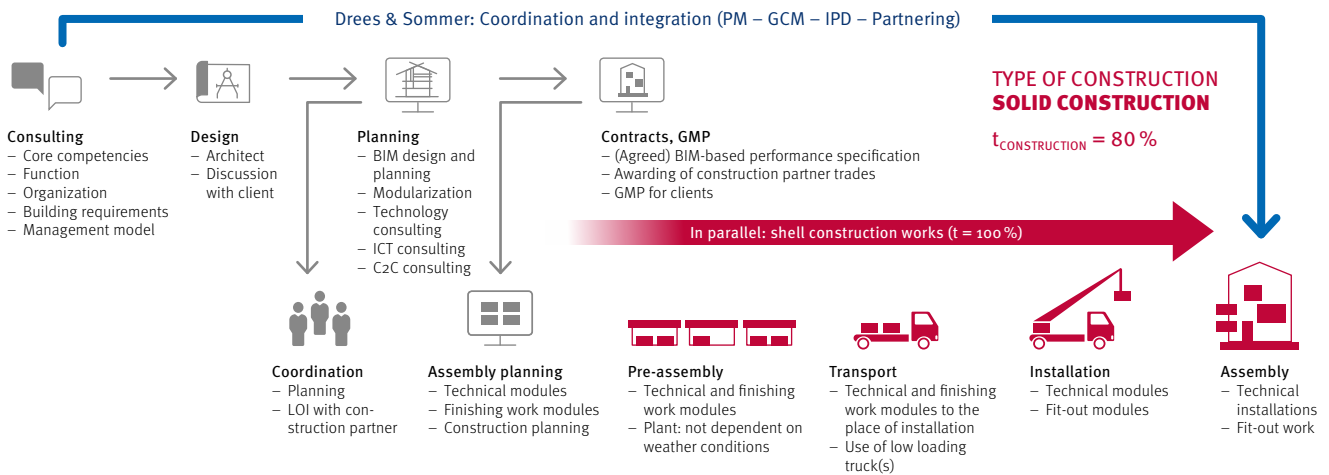 Drees & Sommer: Coordination and integration (PM – GCM – IPD – Partnering)
TYPE OF CONSTRUCTION
SOLID CONSTRUCTION
tCONSTRUCTION = 80 %
Consulting
– Core competencies
– Function
– Organization
– Building requirements
– Management model
Design
– Architect
– Discussion
with client
Planning
– BIM design and
planning
– Modularization
– Technology
consulting
– ICT consulting
– C2C consulting
Contracts, GMP
– (Agreed) BIM-based performance specification
– Awarding of construction partner trades
– GMP for clients
In parallel: shell construction works (t = 100 %)
Coordination
– Planning
– LOI with con-
struction partner
Assembly planning
– Technical modules
– Finishing work modules
– Construction planning
Pre-assembly
– Technical and finishing
work modules
– Plant: not dependent on
weather conditions
Transport
– Technical and finishing
work modules to the
place of installation
– Use of low loading
truck(s)
Installation
– Technical modules
– Fit-out modules
Assembly
– Technical
installations
– Fit-out work